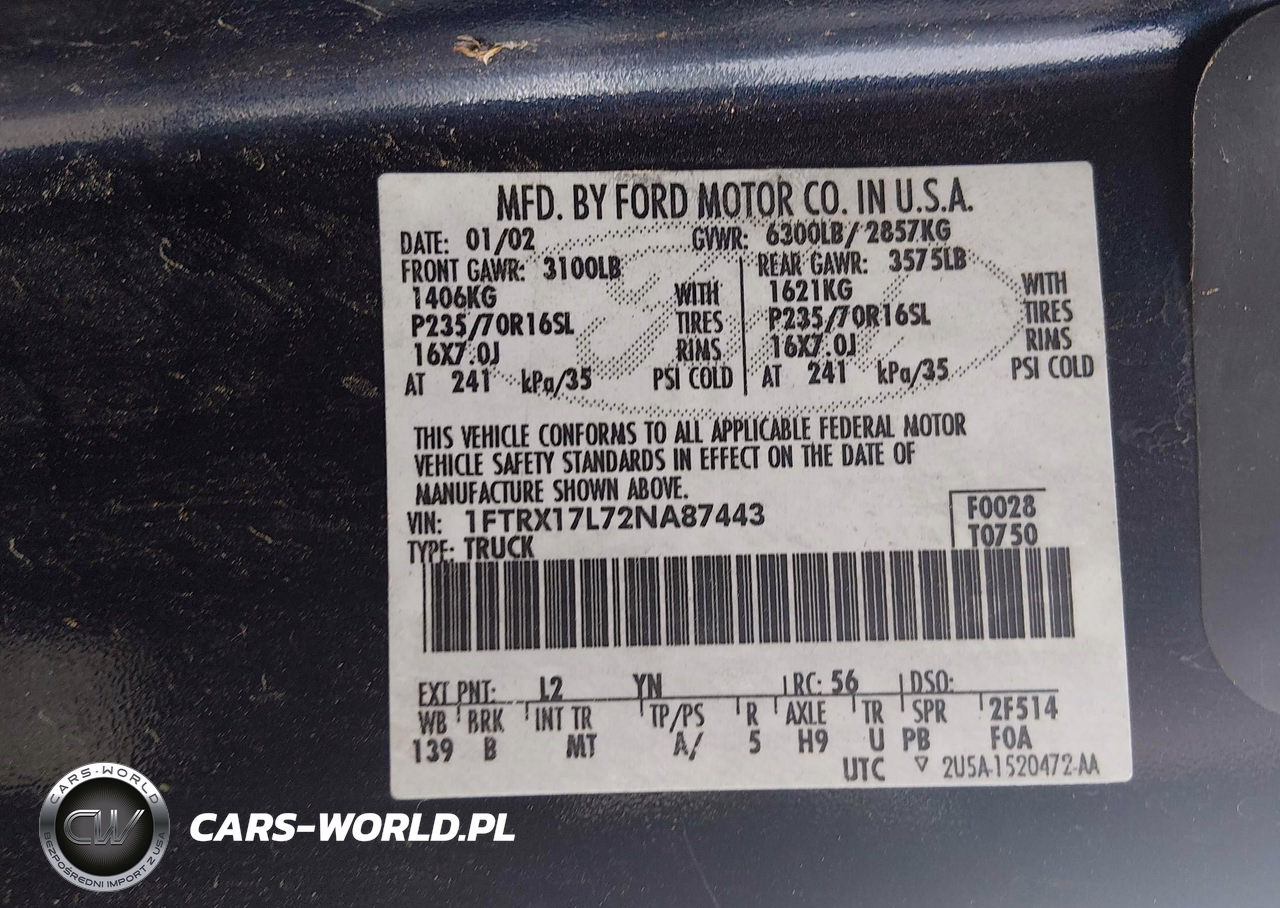 MFD. BY FORD MOTOR CO. IN U.S.A.
DATE: 01/02 GVWR: 6300LB/ 2857KG
FRONT GAWR: 3100LB REAR GAWR: 3575LB
1406KG WITH 1621KG WITH
P235/70R16SL TIRES P235/70R16SL TIRES
16X7.0J RIMS 16X7.0J RIMS
AT 241 kPa/35 PSI COLD AT 241 kPa/35 PSI COLD
THIS VEHICLE CONFORMS TO ALL APPLICABLE FEDERAL MOTOR
VEHICLE SAFETY STANDARDS IN EFFECT ON THE DATE OF
MANUFACTURE SHOWN ABOVE.
VIN: 1FTRX17L72NA87443 F0028
TYPE: TRUCK T0750
EXT PNT: L2 YN RC: 56 DSO:
WB BRK INT TR TP/PS R AXLE TR SPR 2F514
139 B MT A/ 5 H9 U PB F0A
UTC ▽ 2U5A-1520472-AA
CARS-WORLD
CW
BEZPOŚREDNI IMPORT Z USA
CARS-WORLD.PL